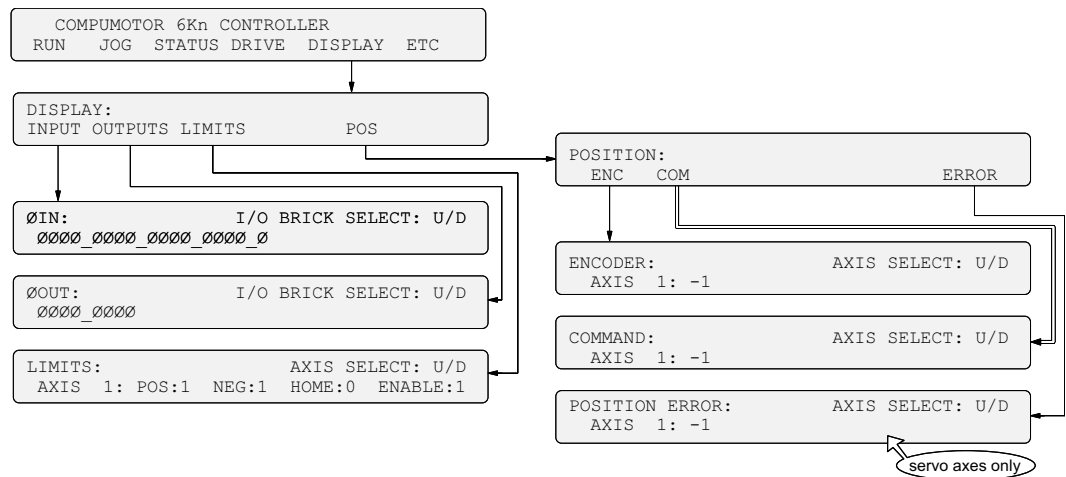 COMPUMOTOR 6Kn CONTROLLER
RUN JOG STATUS DRIVE DISPLAY ETC
DISPLAY:
INPUT OUTPUTS LIMITS POS
ØIN: I/O BRICK SELECT: U/D
ØØØØ_ØØØØ_ØØØØ_ØØØØ_Ø
ØOUT: I/O BRICK SELECT: U/D
ØØØØ_ØØØØ
LIMITS: AXIS SELECT: U/D
AXIS 1: POS:1 NEG:1 HOME:0 ENABLE:1
POSITION:
ENC COM ERROR
ENCODER: AXIS SELECT: U/D
AXIS 1: -1
COMMAND: AXIS SELECT: U/D
AXIS 1: -1
POSITION ERROR: AXIS SELECT: U/D
AXIS 1: -1
servo axes only